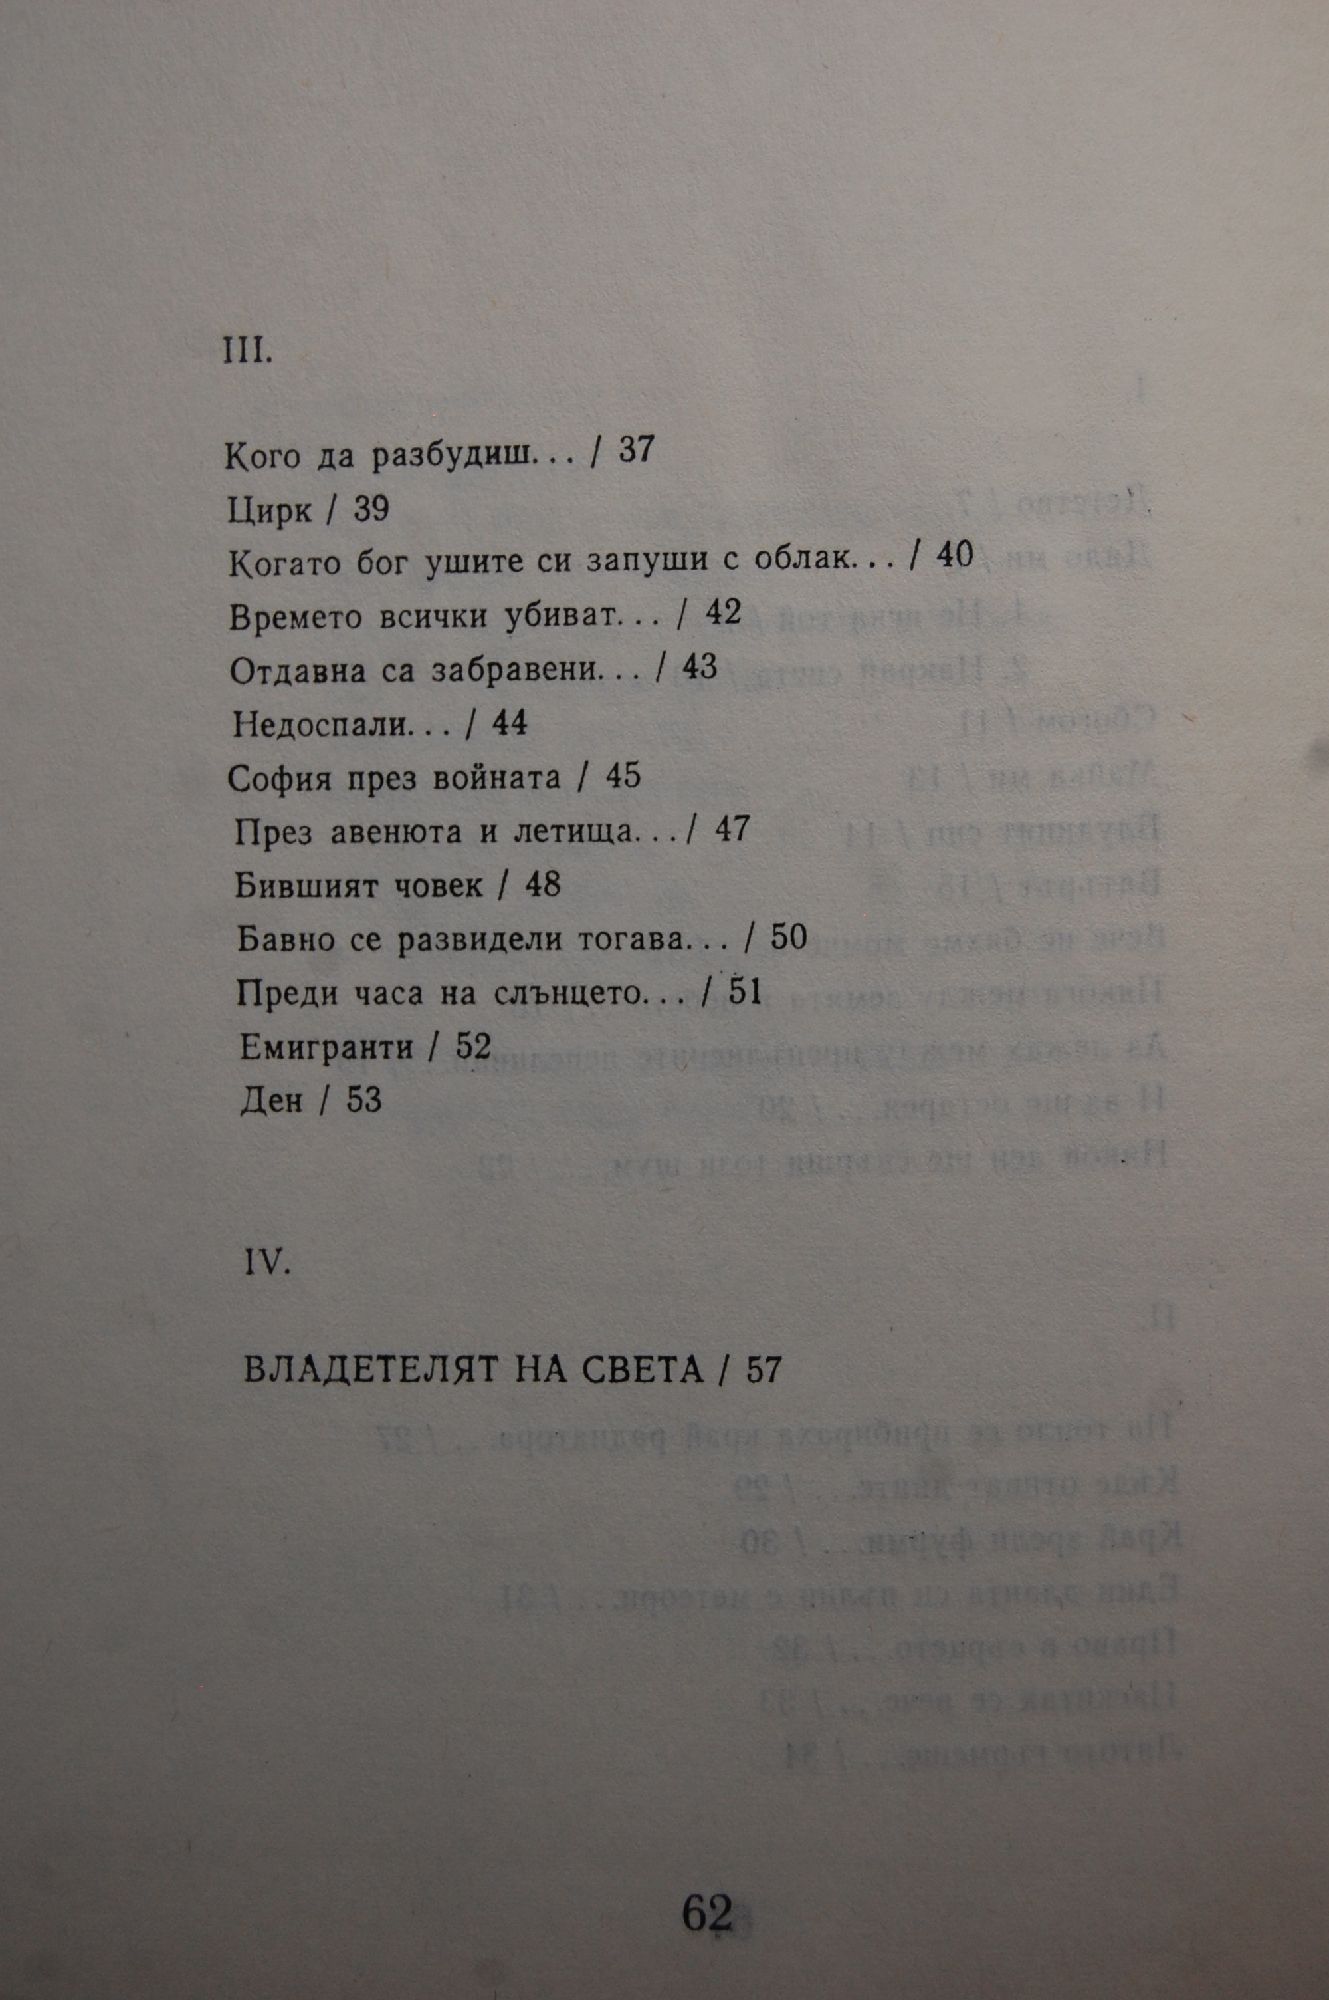 III.
Кого да разбудиш... / 37
Цирк / 39
Когато бог ушите си запуши с облак... / 40
Времето всички убиват... / 42
Отдавна са забравени... / 43
Недоспали... / 44
София през войната / 45
През авенюта и летища.../ 47
Бившият човек / 48
Бавно се развидели тогава... / 50
Преди часа на слънцето... / 51
Емигранти / 52
Ден / 53
IV.
ВЛАДЕТЕЛЯТ НА СВЕТА / 57
62